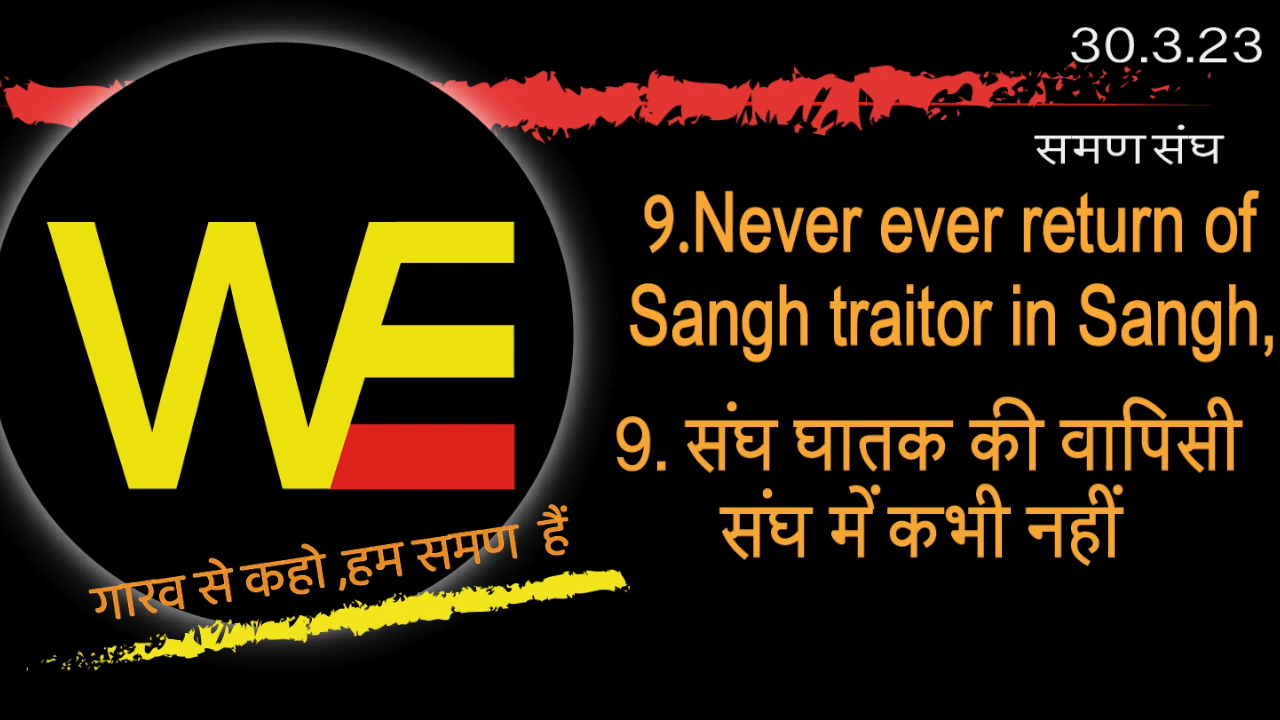 30.3.23
समण संघ
9.Never ever return of
Sangh traitor in Sangh,
9. संघ घातक की वापिसी
संघ में कभी नहीं
WE
गारव से कहो ,हम समण हैं